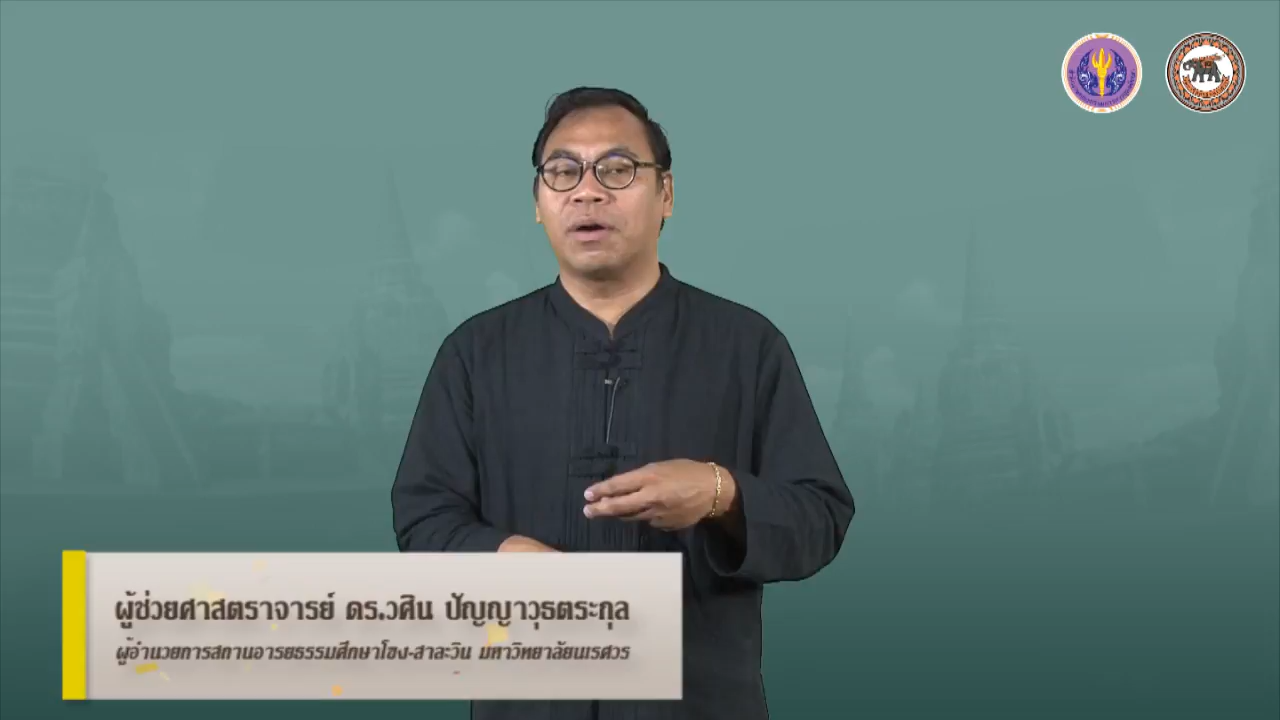 ผู้ช่วยศาสตราจารย์ ดร.วศิน ปัญญาวุธตระกุล
ผู้อำนวยการสถานอารยธรรมศึกษาโขง-สาละวิน มหาวิทยาลัยนเรศวร